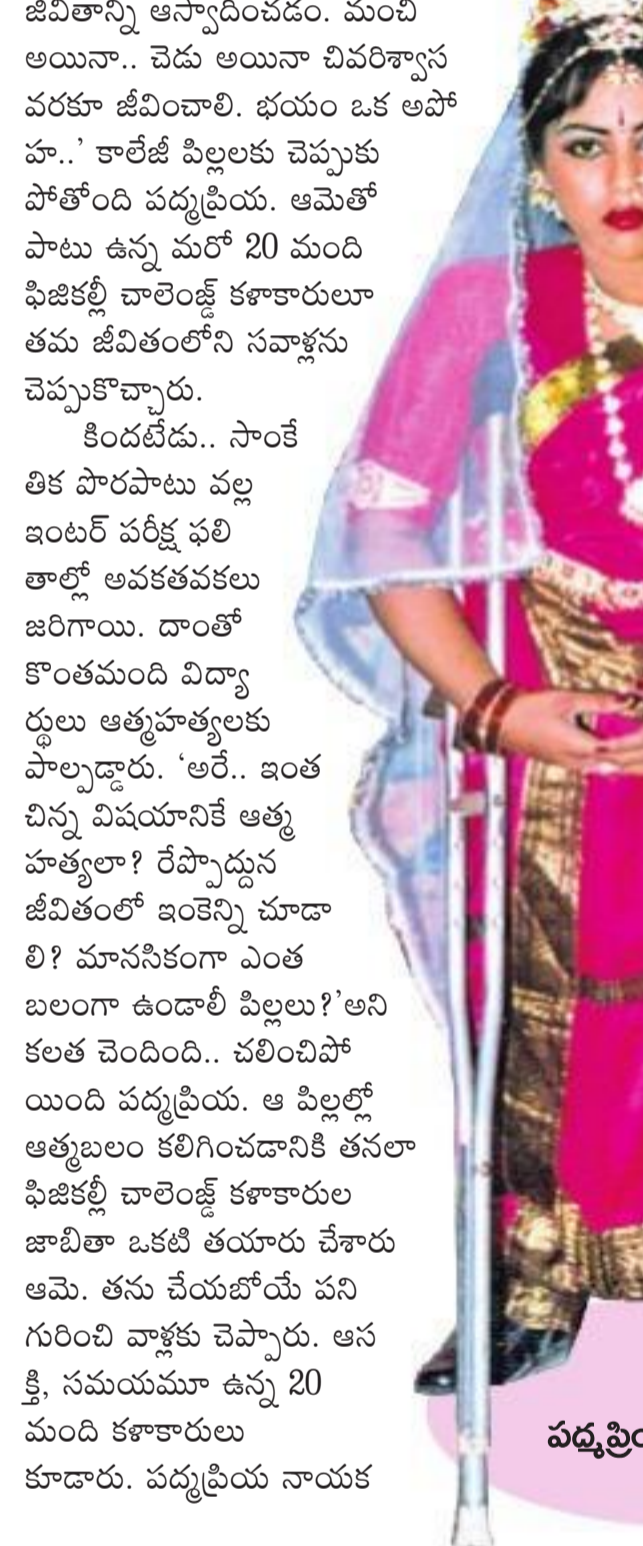 జీవితాన్ని ఆస్వాదించడం. మంచి
అయినా.. చెడు అయినా చివరిశ్వాస
వరకూ జీవించాలి. భయం ఒక అపో
హ..’ కాలేజీ పిల్లలకు చెప్పుకు
పోతోంది పద్మప్రియ. ఆమెతో
పాటు ఉన్న మరో 20 మంది
ఫిజికల్లీ చాలెంజ్డ్ కళాకారులూ
తమ జీవితంలోని సవాళ్లను
చెప్పుకొచ్చారు.
కిందటేడు.. సాంకే
తిక పొరపాటు వల్ల
ఇంటర్ పరీక్ష ఫలి
తాల్లో అవకతవకలు
జరిగాయి. దాంతో
కొంతమంది విద్యా
ర్థులు ఆత్మహత్యలకు
పాల్పడ్డారు. ‘అరే.. ఇంత
చిన్న విషయానికే ఆత్మ
హత్యలా? రేప్పొద్దున
జీవితంలో ఇంకెన్ని చూడా
లి? మానసికంగా ఎంత
బలంగా ఉండాలీ పిల్లలు?’అని
కలత చెందింది.. చలించిపో
యింది పద్మప్రియ. ఆ పిల్లల్లో
ఆత్మబలం కలిగించడానికి తనలా
ఫిజికల్లీ చాలెంజ్డ్ కళాకారుల
జాబితా ఒకటి తయారు చేశారు
ఆమె. తను చేయబోయే పని
గురించి వాళ్లకు చెప్పారు. ఆస
క్తి, సమయమూ ఉన్న 20
మంది కళాకారులు
కూడారు. పద్మప్రియ నాయక